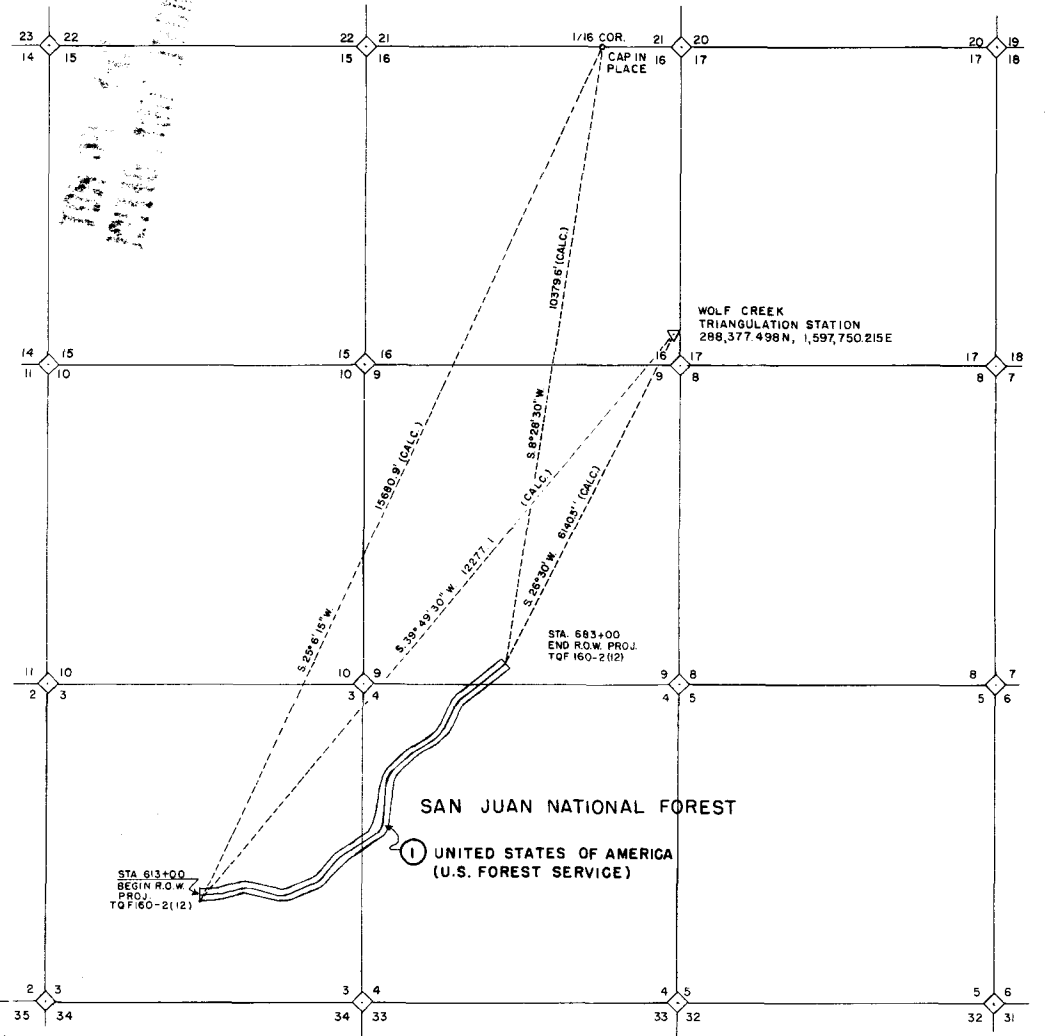 23 22
22 21
1/16 COR.
21 20
20 19
14 15
15 16
CAP IN
PLACE
16 17
17 18
10379.6' (CALC.)
WOLF CREEK
TRIANGULATION STATION
288,377.498N, 1,597,750.215E
14 15
15 16
16 17
17 18
11 10
10 9
9 8
8 7
S. 8°28'30" W.
15680.9' (CALC.)
(CALC.)
6140.5' (CALC.)
12277.1
S. 26°30' W.
S. 39°49'30" W
S. 25°6'15" W.
STA. 683+00
END R.O.W. PROJ.
TQF 160-2(12)
11 10
10 9
9 8
8 7
2 3
3 4
4 5
5 6
SAN JUAN NATIONAL FOREST
1 UNITED STATES OF AMERICA
(U.S. FOREST SERVICE)
STA 613+00
BEGIN R.O.W.
PROJ.
TQF160-2(12)
2 3
3 4
4 5
5 6
35 34
34 33
33 32
32 31